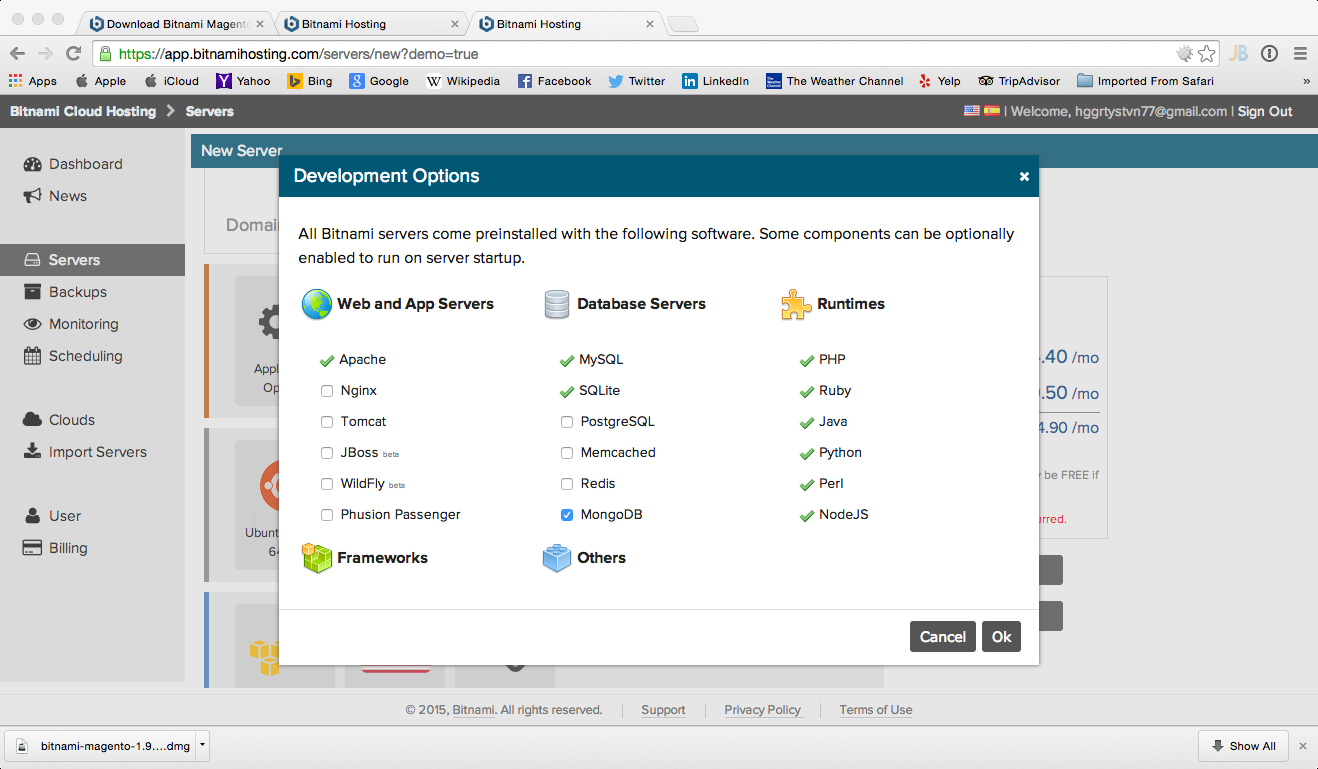 Download Bitnami Magento
Bitnami Hosting
Bitnami Hosting
https://app.bitnamihosting.com/servers/new?demo=true
JB
Apps Apple iCloud Yahoo Bing Google Wikipedia Facebook Twitter LinkedIn The Weather Channel Yelp TripAdvisor Imported From Safari »
Bitnami Cloud Hosting Servers | Welcome, hggrtystvn77@gmail.com | Sign Out
Dashboard
News
Servers
Backups
Monitoring
Scheduling
Clouds
Import Servers
User
Billing
New Server
Development Options
All Bitnami servers come preinstalled with the following software. Some components can be optionally
enabled to run on server startup.
Web and App Servers
Apache
Nginx
Tomcat
JBoss beta
WildFly beta
Phusion Passenger
Database Servers
MySQL
SQLite
PostgreSQL
Memcached
Redis
MongoDB
Runtimes
PHP
Ruby
Java
Python
Perl
NodeJS
Frameworks
Others
Cancel Ok
Domai
Appl
Op
Ubunt
64
.40 /mo
.50 /mo
4.90 /mo
be FREE if
rred.
© 2015, Bitnami. All rights reserved. Support Privacy Policy Terms of Use
bitnami-magento-1.9....dmg
Show All